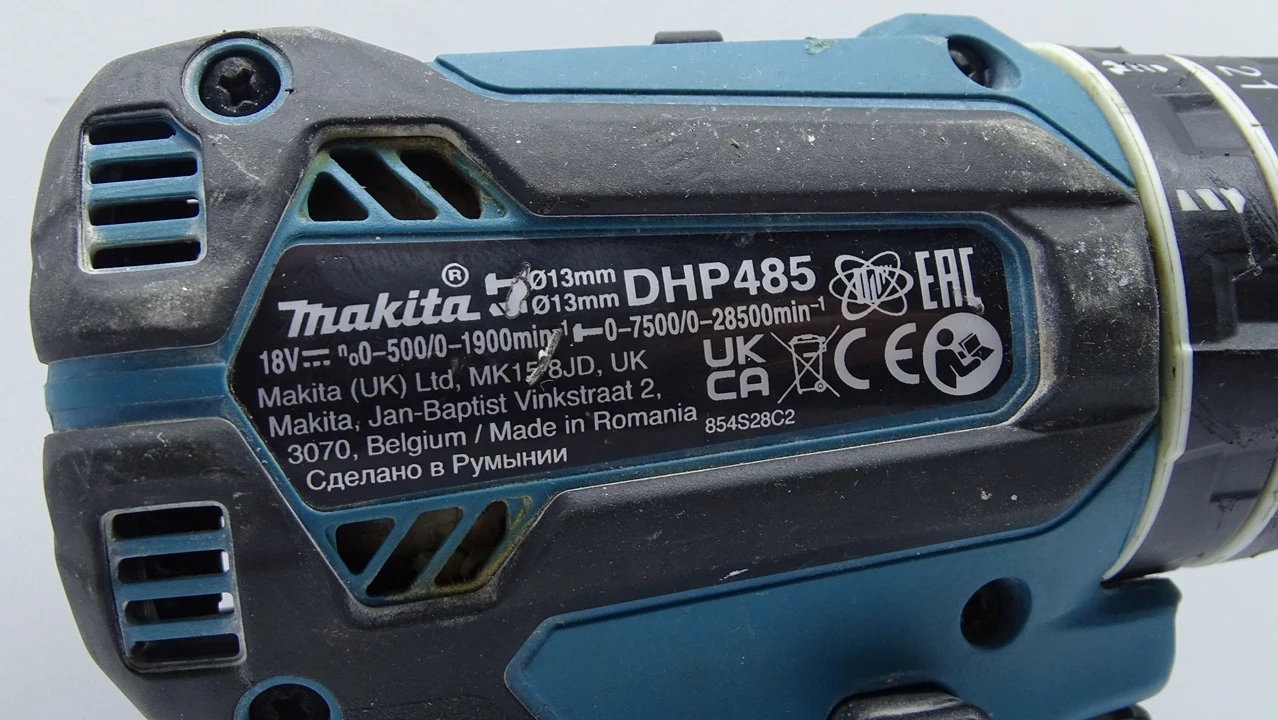 makita® Ø13mm DHP485 EAC
Ø13mm
18V n₀0-500/0-1900min⁻¹ 0-7500/0-28500min⁻¹
Makita (UK) Ltd, MK15 8JD, UK UK CA CE
Makita, Jan-Baptist Vinkstraat 2,
3070, Belgium / Made in Romania 854S28C2
Сделано в Румынии